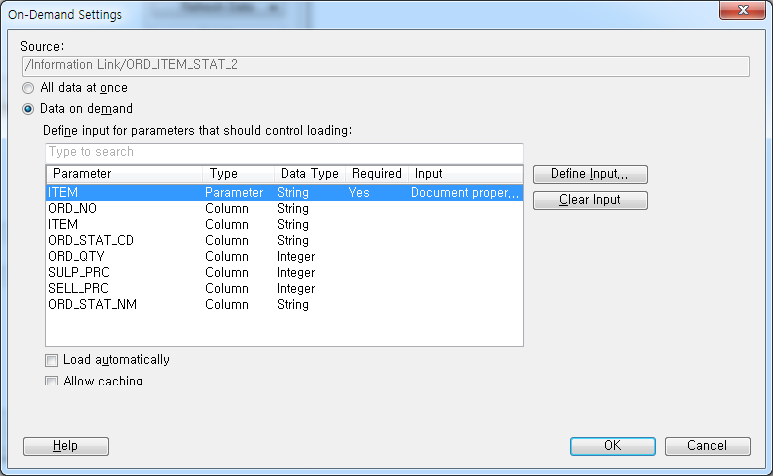 Refresh Data
On-Demand Settings
Source:
/Information Link/ORD_ITEM_STAT_2
All data at once
Data on demand
Define input for parameters that should control loading:
Type to search
Parameter Type Data Type Required Input
ITEM Parameter String Yes Document proper...
ORD_NO Column String
ITEM Column String
ORD_STAT_CD Column String
ORD_QTY Column Integer
SULP_PRC Column Integer
SELL_PRC Column Integer
ORD_STAT_NM Column String
Define Input...
Clear Input
Load automatically
Allow caching
Help
OK
Cancel